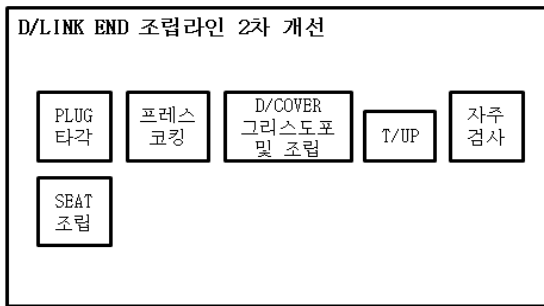 D/LINK END 조립라인 2차 개선
PLUG
타각
프레스
코킹
D/COVER
그리스도포
및 조립
T/UP
자주
검사
SEAT
조립